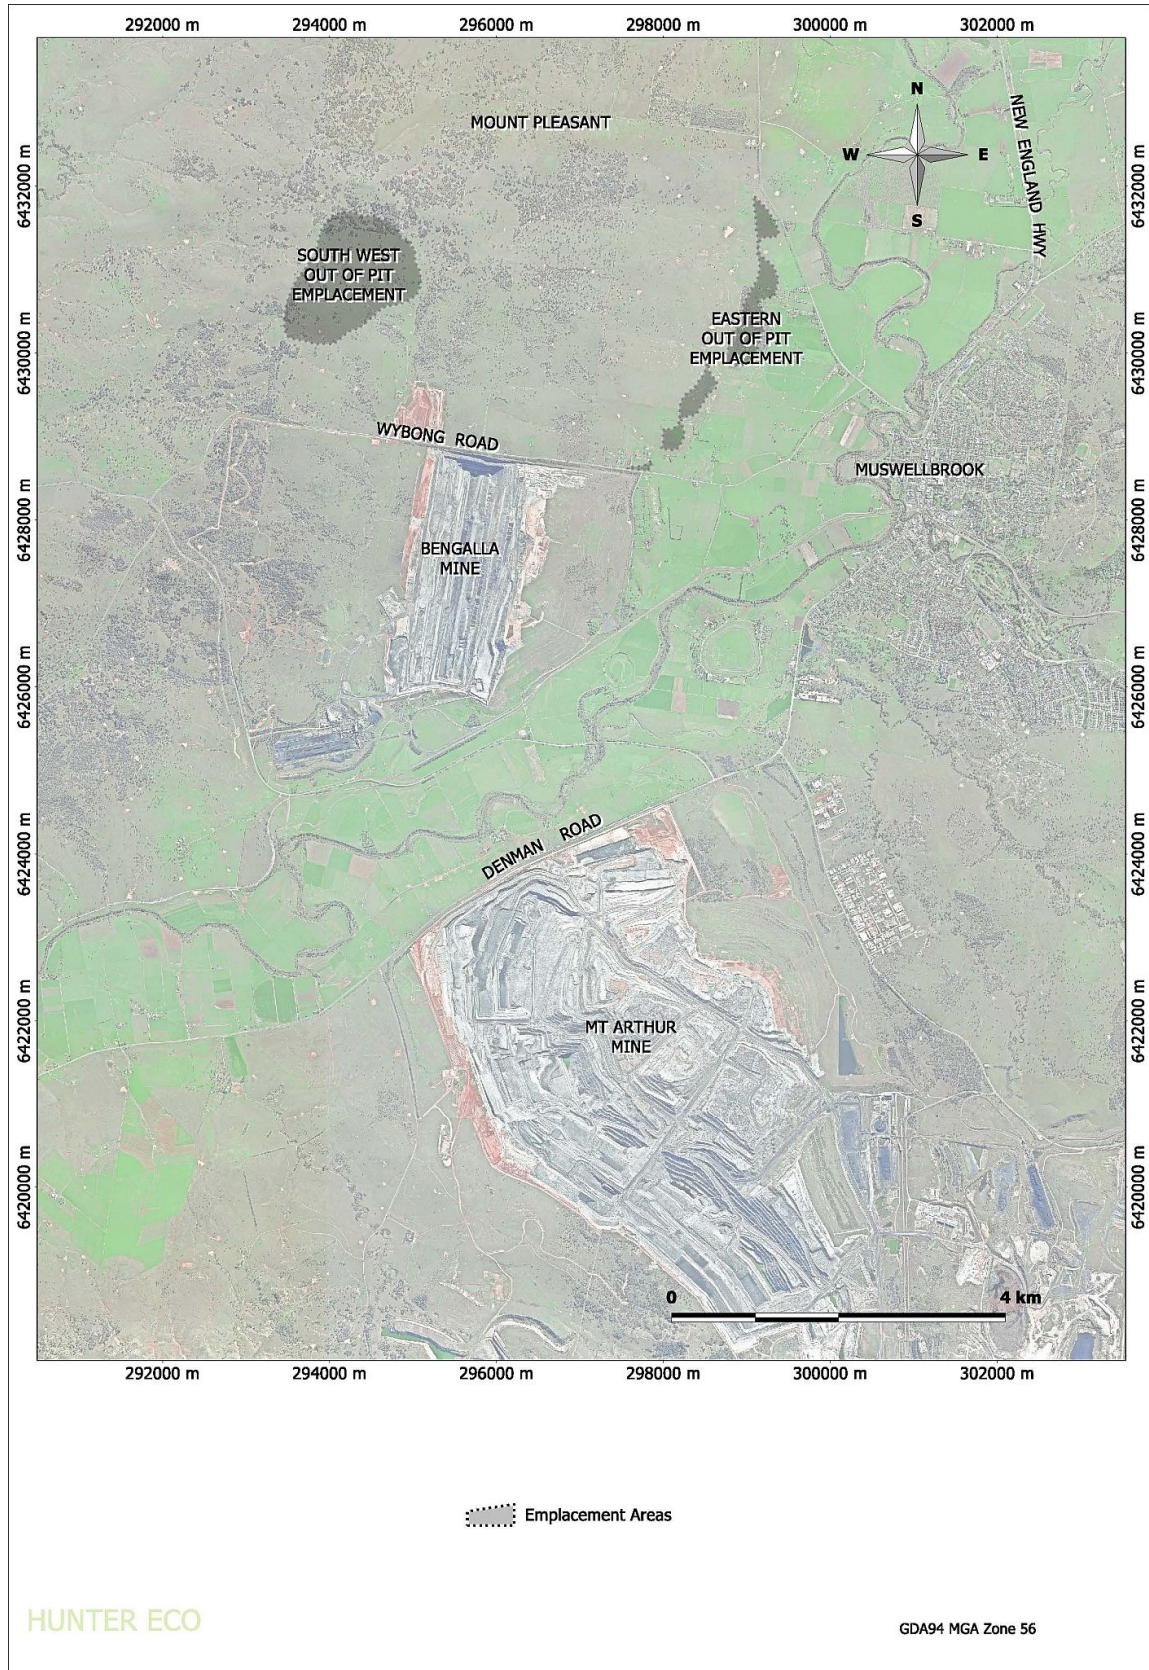 292000 m 294000 m 296000 m 298000 m 300000 m 302000 m
MOUNT PLEASANT
NEW ENGLAND HWY
N
W E
S
6432000 m
6432000 m
SOUTH WEST
OUT OF PIT
EMPLACEMENT
EASTERN
OUT OF PIT
EMPLACEMENT
6430000 m
6430000 m
WYBONG ROAD
MUSWELLBROOK
6428000 m
6428000 m
BENGALLA
MINE
6426000 m
6426000 m
DENMAN ROAD
6424000 m
6424000 m
MT ARTHUR
MINE
6422000 m
6422000 m
6420000 m
6420000 m
0 4 km
292000 m 294000 m 296000 m 298000 m 300000 m 302000 m
Emplacement Areas
HUNTER ECO
GDA94 MGA Zone 56